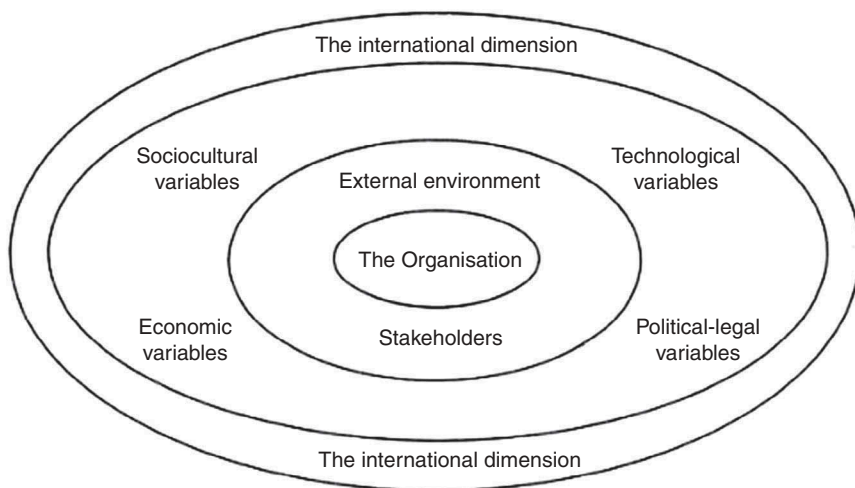 The international dimension
Sociocultural
variables
Technological
variables
External environment
The Organisation
Economic
variables
Stakeholders
Political-legal
variables
The international dimension